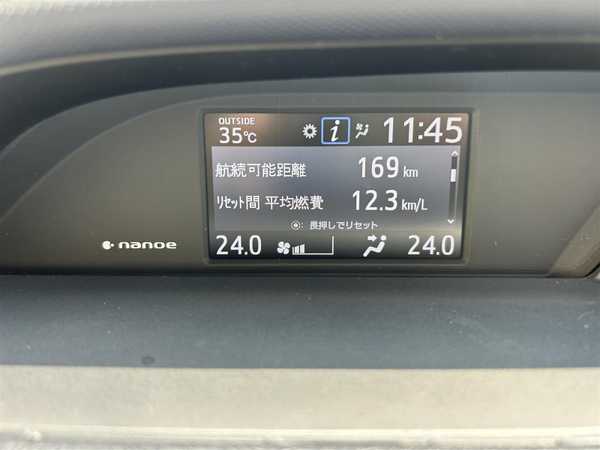 OUTSIDE
35℃ i 11:45
航続可能距離 169 km
ﾘｾｯﾄ間 平均燃費 12.3 km/L
⦿: 長押しでリセット
nanoe 24.0 24.0